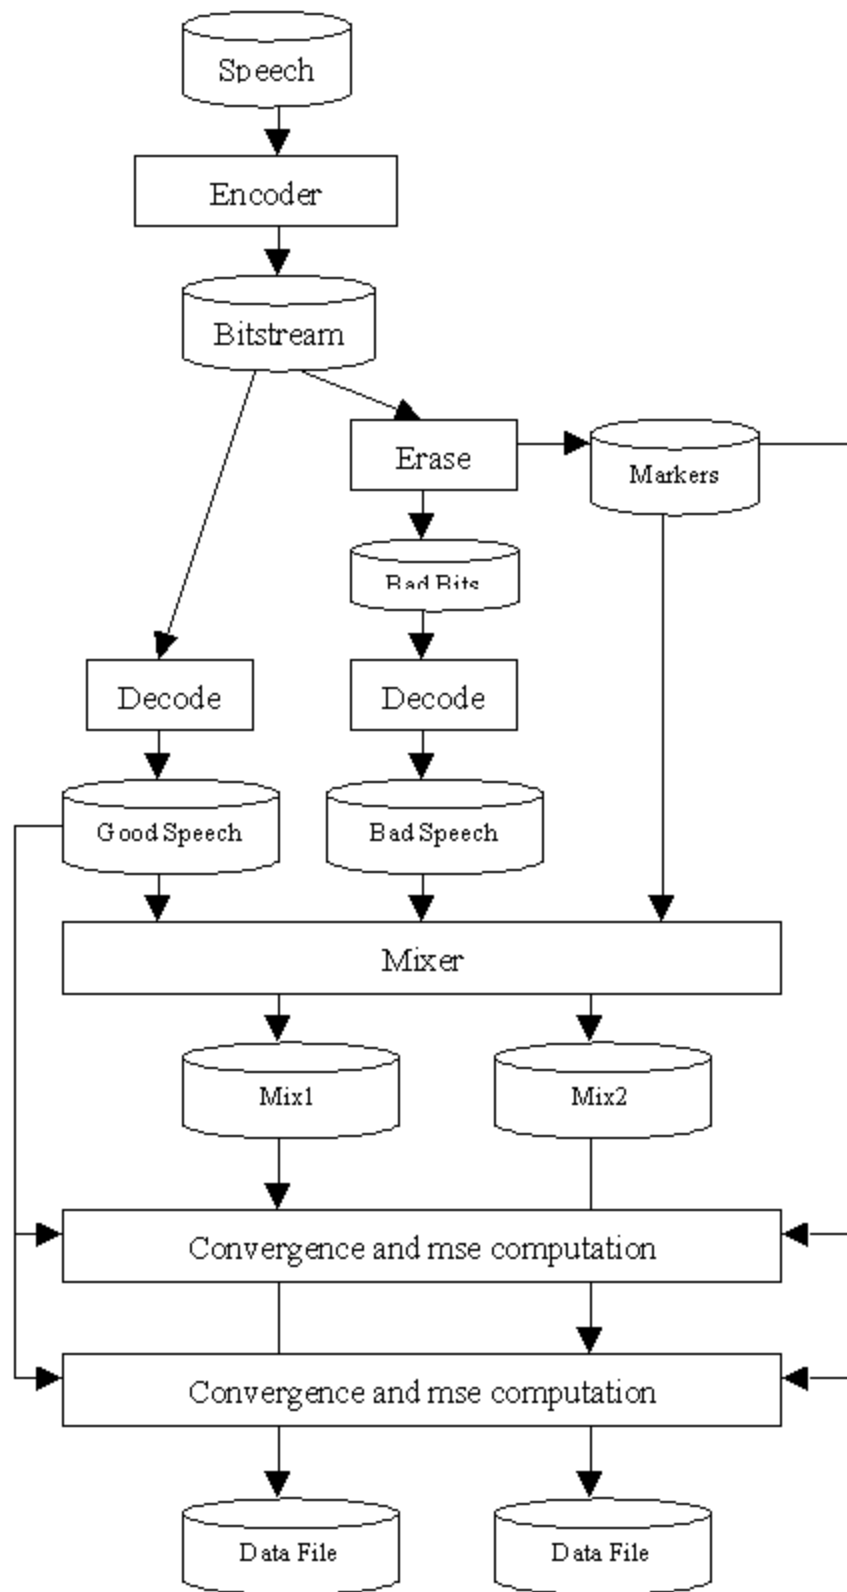 Speech
Encoder
Bitstream
Erase
Markers
Bad Bits
Decode
Decode
Good Speech
Bad Speech
Mixer
Mix1
Mix2
Convergence and mse computation
Convergence and mse computation
Data File
Data File